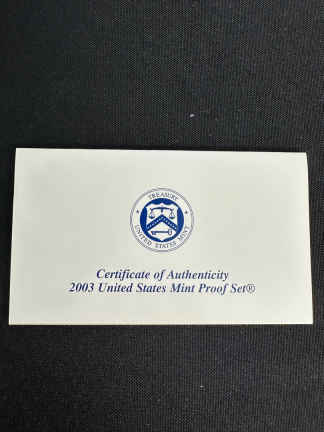 TREASURY
UNITED STATES MINT
Certificate of Authenticity
2003 United States Mint Proof Set®